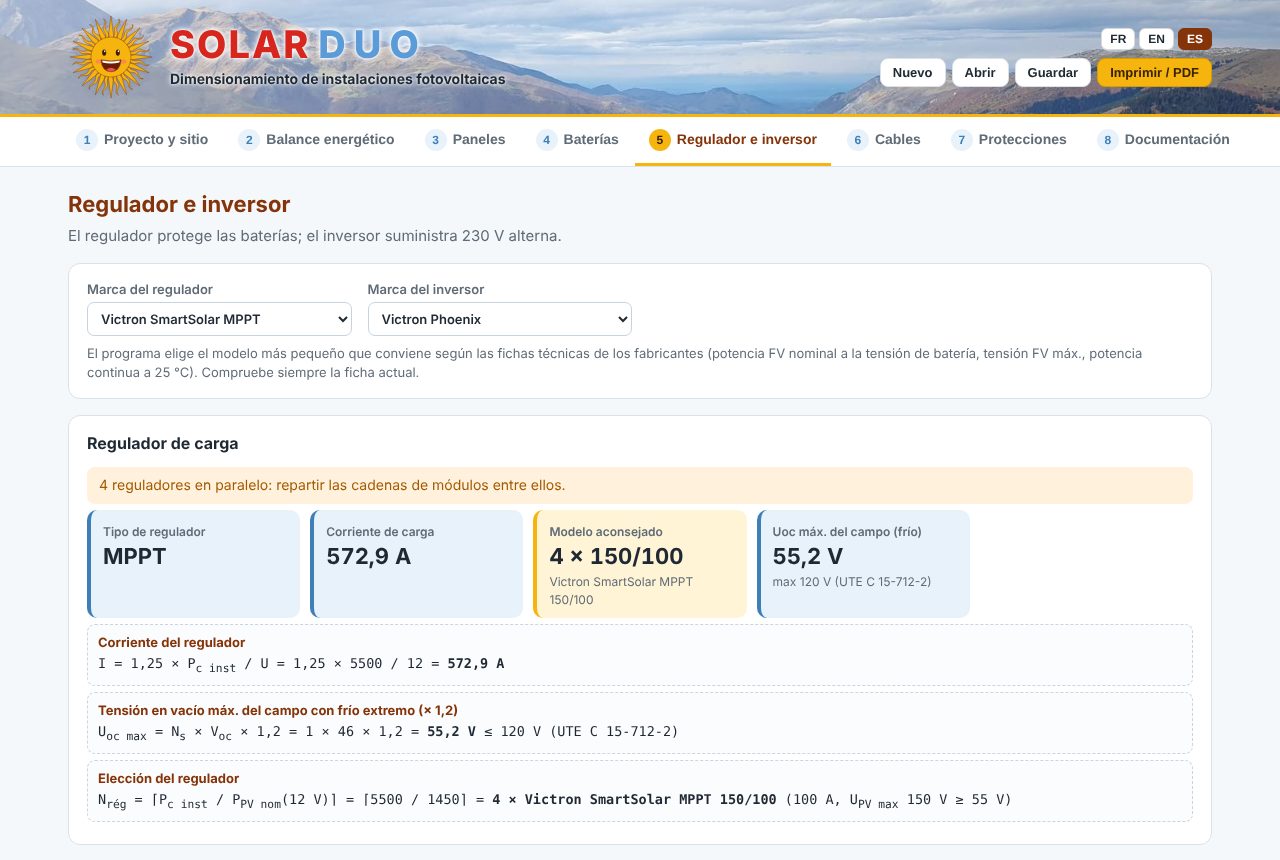 SOLAR DUO
Dimensionamiento de instalaciones fotovoltaicas
FR EN ES
Nuevo Abrir Guardar Imprimir / PDF
1 Proyecto y sitio 2 Balance energético 3 Paneles 4 Baterías 5 Regulador e inversor 6 Cables 7 Protecciones 8 Documentación
Regulador e inversor
El regulador protege las baterías; el inversor suministra 230 V alterna.
Marca del regulador Marca del inversor
Victron SmartSolar MPPT Victron Phoenix
El programa elige el modelo más pequeño que conviene según las fichas técnicas de los fabricantes (potencia FV nominal a la tensión de batería, tensión FV máx., potencia
continua a 25 °C). Compruebe siempre la ficha actual.
Regulador de carga
4 reguladores en paralelo: repartir las cadenas de módulos entre ellos.
Tipo de regulador
MPPT
Corriente de carga
572,9 A
Modelo aconsejado
4 × 150/100
Victron SmartSolar MPPT
150/100
Uoc máx. del campo (frío)
55,2 V
max 120 V (UTE C 15-712-2)
Corriente del regulador
I = 1,25 × Pc inst / U = 1,25 × 5500 / 12 = 572,9 A
Tensión en vacío máx. del campo con frío extremo (× 1,2)
Uoc max = Ns × Voc × 1,2 = 1 × 46 × 1,2 = 55,2 V ≤ 120 V (UTE C 15-712-2)
Elección del regulador
Nrég = ⌈Pc inst / PPV nom(12 V)⌉ = ⌈5500 / 1450⌉ = 4 × Victron SmartSolar MPPT 150/100 (100 A, UPV max 150 V ≥ 55 V)